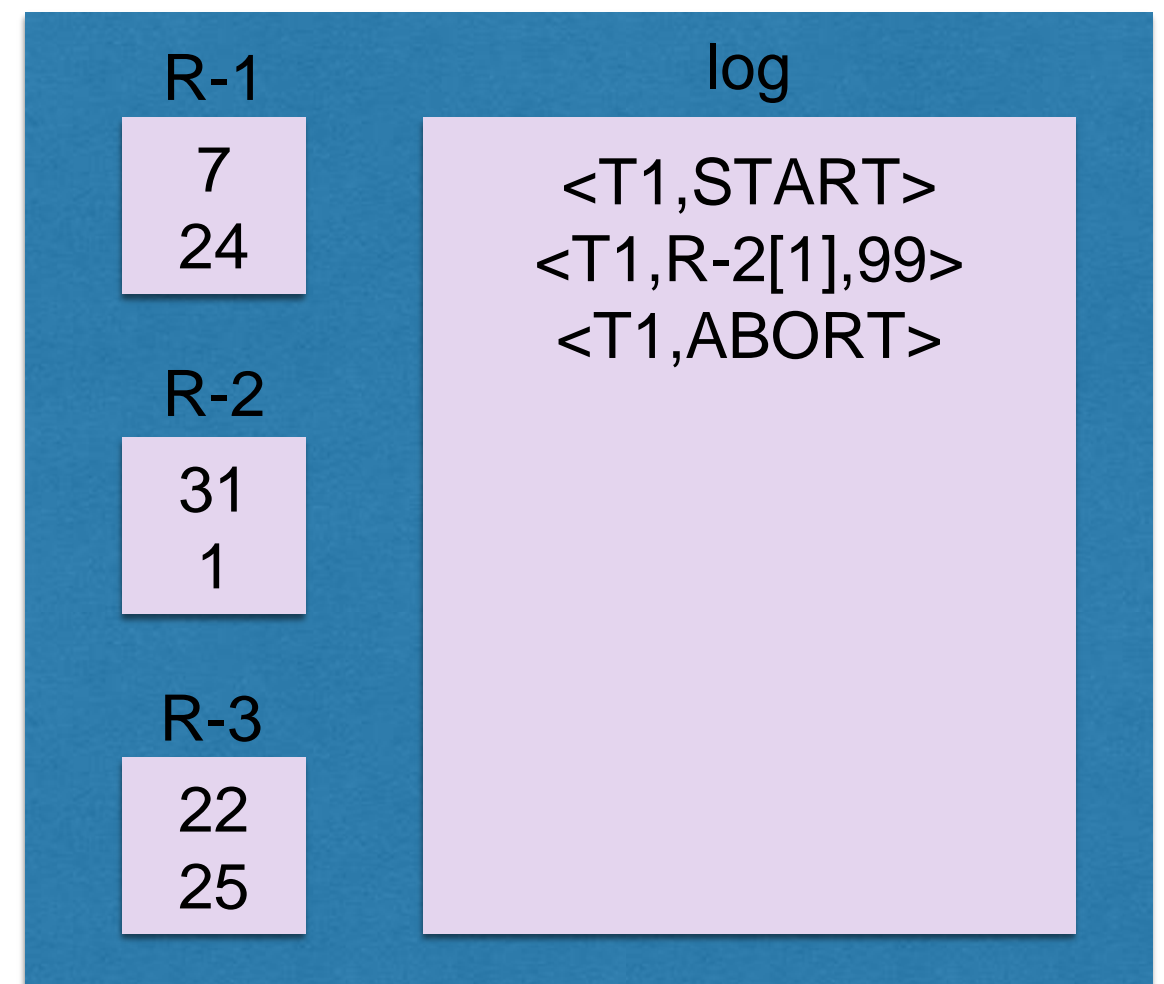 R-1
7
24
R-2
31
1
R-3
22
25
log
<T1,START>
<T1,R-2[1],99>
<T1,ABORT>